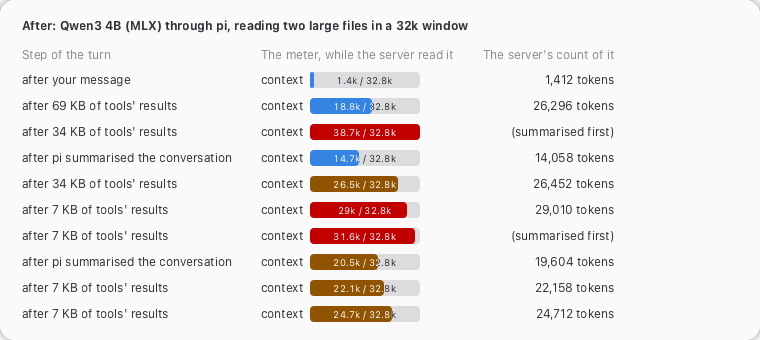 After: Qwen3 4B (MLX) through pi, reading two large files in a 32k window
Step of the turn The meter, while the server read it The server's count of it
after your message context 1.4k / 32.8k 1,412 tokens
after 69 KB of tools' results context 18.8k / 32.8k 26,296 tokens
after 34 KB of tools' results context 38.7k / 32.8k (summarised first)
after pi summarised the conversation context 14.7k / 32.8k 14,058 tokens
after 34 KB of tools' results context 26.5k / 32.8k 26,452 tokens
after 7 KB of tools' results context 29k / 32.8k 29,010 tokens
after 7 KB of tools' results context 31.6k / 32.8k (summarised first)
after pi summarised the conversation context 20.5k / 32.8k 19,604 tokens
after 7 KB of tools' results context 22.1k / 32.8k 22,158 tokens
after 7 KB of tools' results context 24.7k / 32.8k 24,712 tokens